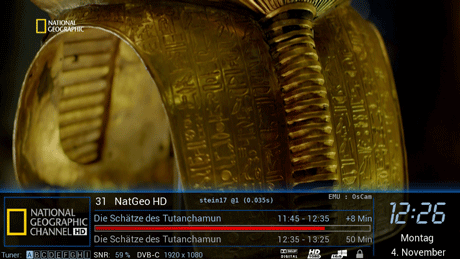 NATIONAL
GEOGRAPHIC
31 NatGeo HD
stein17 @1 (0.035s)
EMU : OsCam
NATIONAL
GEOGRAPHIC
CHANNEL HD
Die Schätze des Tutanchamun 11:45 - 12:35 +8 Min
Die Schätze des Tutanchamun 12:35 - 13:25 50 Min
12:26
Montag
4. November
Tuner: A B C D E F G H I SNR: 59 % DVB-C 1920 x 1080